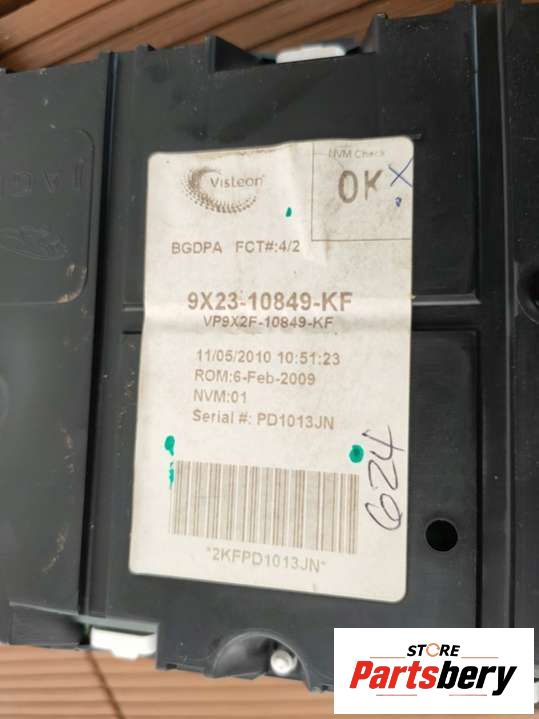 Visteon
NVM Check
OK
X
BGDPA FCT#:4/2
9X23-10849-KF
VP9X2F-10849-KF
11/05/2010 10:51:23
ROM:6-Feb-2009
NVM:01
Serial #: PD1013JN
624
*2KFPD1013JN*
STORE
Partsbery